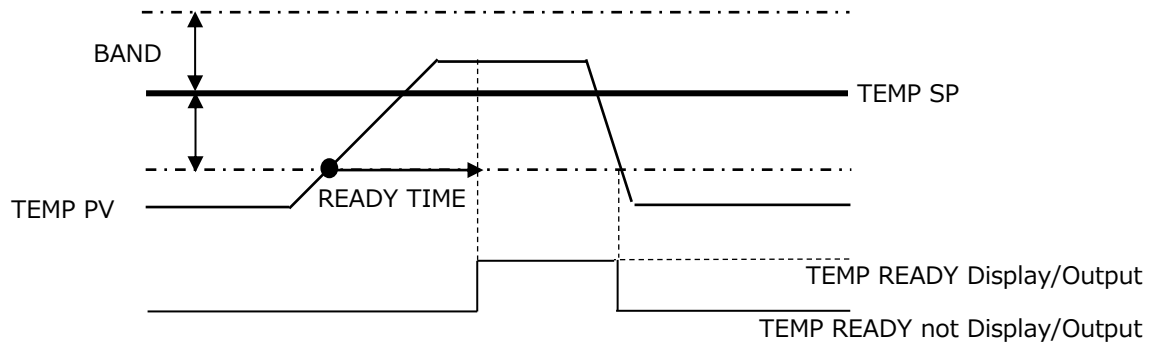 BAND
TEMP SP
READY TIME
TEMP PV
TEMP READY Display/Output
TEMP READY not Display/Output